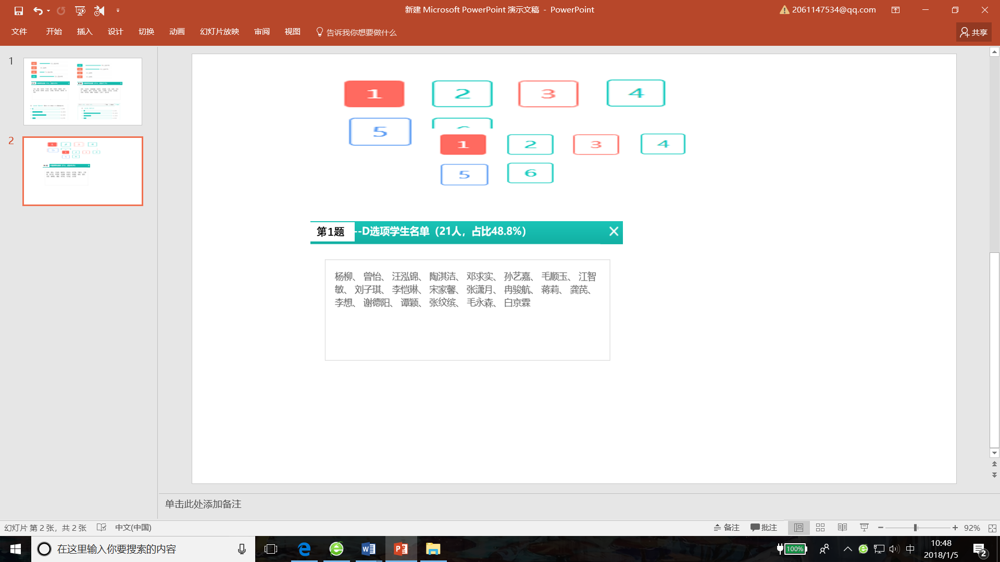 新建 Microsoft PowerPoint 演示文稿 - PowerPoint
2061147534@qq.com
文件 开始 插入 设计 切换 动画 幻灯片放映 审阅 视图 告诉我你想要做什么
共享
1
2
1 2 3 4
5
1 2 3 4
5 6
第1题 --D选项学生名单（21人，占比48.8%）
杨柳、 曾怡、 汪泓锦、 陶淇洁、 邓求实、 孙艺嘉、 毛顺玉、 江智
敏、 刘子琪、 李恺琳、 宋家馨、 张潇月、 冉骏航、 蒋莉、 龚芪、
李想、 谢德阳、 谭颖、 张纹缤、 毛永森、 白京霖
单击此处添加备注
幻灯片 第 2 张，共 2 张 中文(中国)
备注 批注 92%
在这里输入你要搜索的内容
100%
中
10:48
2018/1/5
2